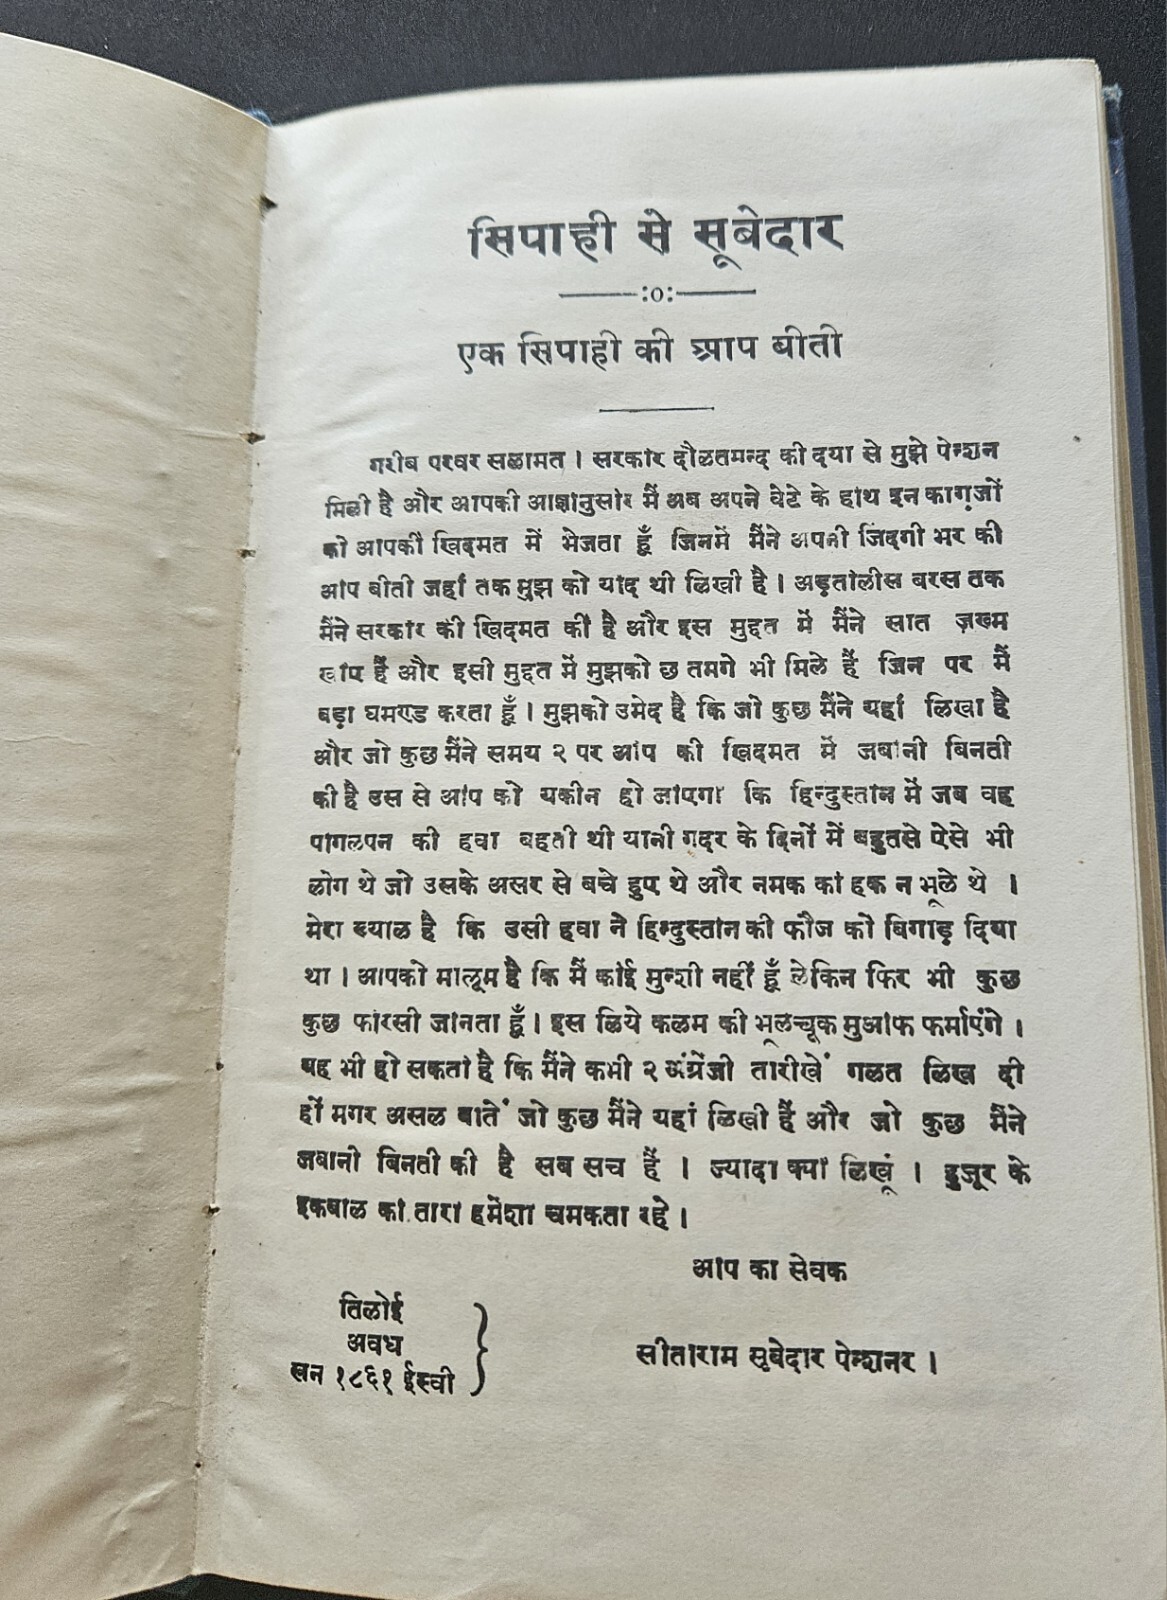 सिपाही से सूबेदार
——:o:——
एक सिपाही की आप बीती
गरीब परवर सलामत । सरकार दौलतमन्द की दया से मुझे पेन्शन
मिली है और आपकी आज्ञानुसार मैं अब अपने बेटे के हाथ इन कागज़ों
को आपकी खिदमत में भेजता हूँ जिनमें मैंने अपनी जिंदगी भर की
आप बीती जहां तक मुझ को याद थी लिखी है । अड़तालीस बरस तक
मैंने सरकार की खिदमत की है और इस मुद्दत में मैंने सात ज़ख्म
खाए हैं और इसी मुद्दत में मुझको छ तमगे भी मिले हैं जिन पर मैं
बड़ा घमण्ड करता हूँ । मुझको उमेद है कि जो कुछ मैंने यहां लिखा है
और जो कुछ मैंने समय २ पर आप की खिदमत में जबानी बिनती
की है उस से आप को यकीन हो जाएगा कि हिन्दुस्तान में जब वह
पागलपन की हवा बहती थी यानी गदर के दिनों में बहुतसे ऐसे भी
लोग थे जो उसके असर से बचे हुए थे और नमक का हक न भूले थे ।
मेरा ख्याल है कि उसी हवा ने हिन्दुस्तान की फौज को बिगाड़ दिया
था । आपको मालूम है कि मैं कोई मुन्शी नहीं हूँ लेकिन फिर भी कुछ
कुछ फारसी जानता हूँ । इस लिये कलम की भूलचूक मुआफ फर्माएंगे ।
यह भी हो सकता है कि मैंने कभी २ अंग्रेजी तारीखें गलत लिख दी
हों मगर असल बातें जो कुछ मैंने यहां लिखी हैं और जो कुछ मैंने
जबानी बिनती की है सब सच हैं । ज्यादा क्या लिखूं । हुजूर के
इकबाल का तारा हमेशा चमकता रहे ।
आप का सेवक
तिलोई
अवध
सन १८६१ ईस्वी
सीताराम सूबेदार पेन्शनर ।